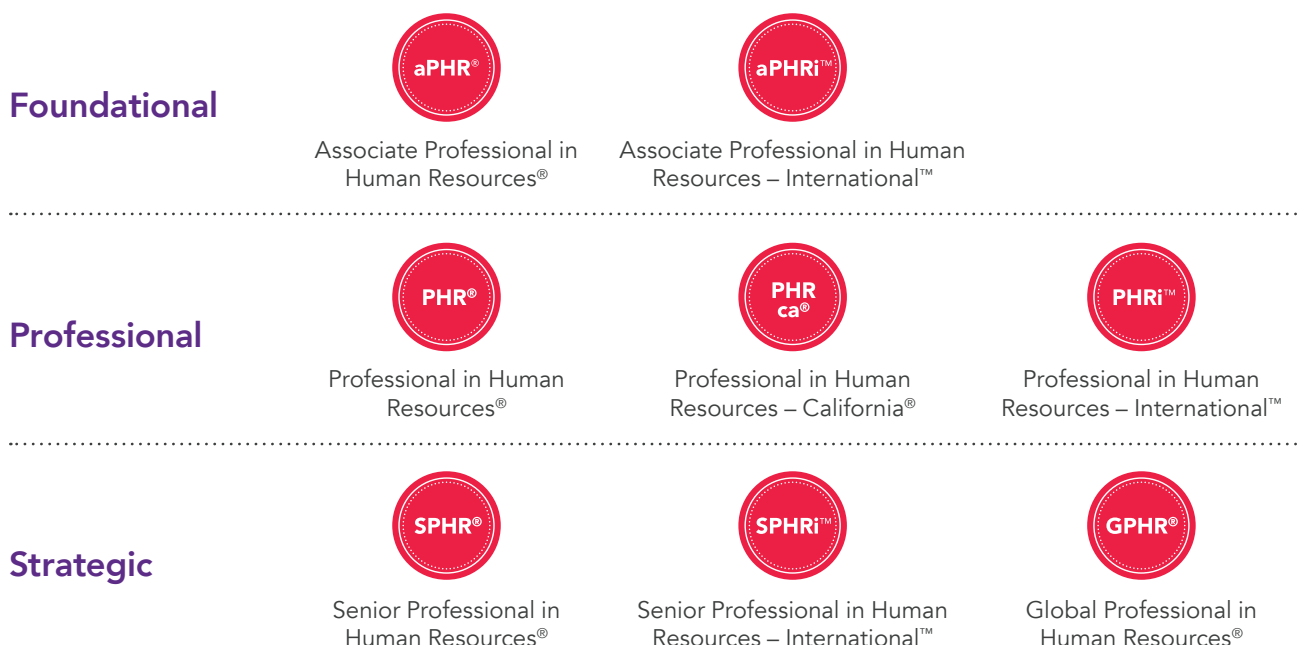 aPHR®
aPHRi™
Foundational
Associate Professional in
Human Resources®
Associate Professional in Human
Resources – International™
PHR®
PHR
ca®
PHRi™
Professional
Professional in Human
Resources®
Professional in Human
Resources – California®
Professional in Human
Resources – International™
SPHR®
SPHRi™
GPHR®
Strategic
Senior Professional in
Human Resources®
Senior Professional in Human
Resources – International™
Global Professional in
Human Resources®